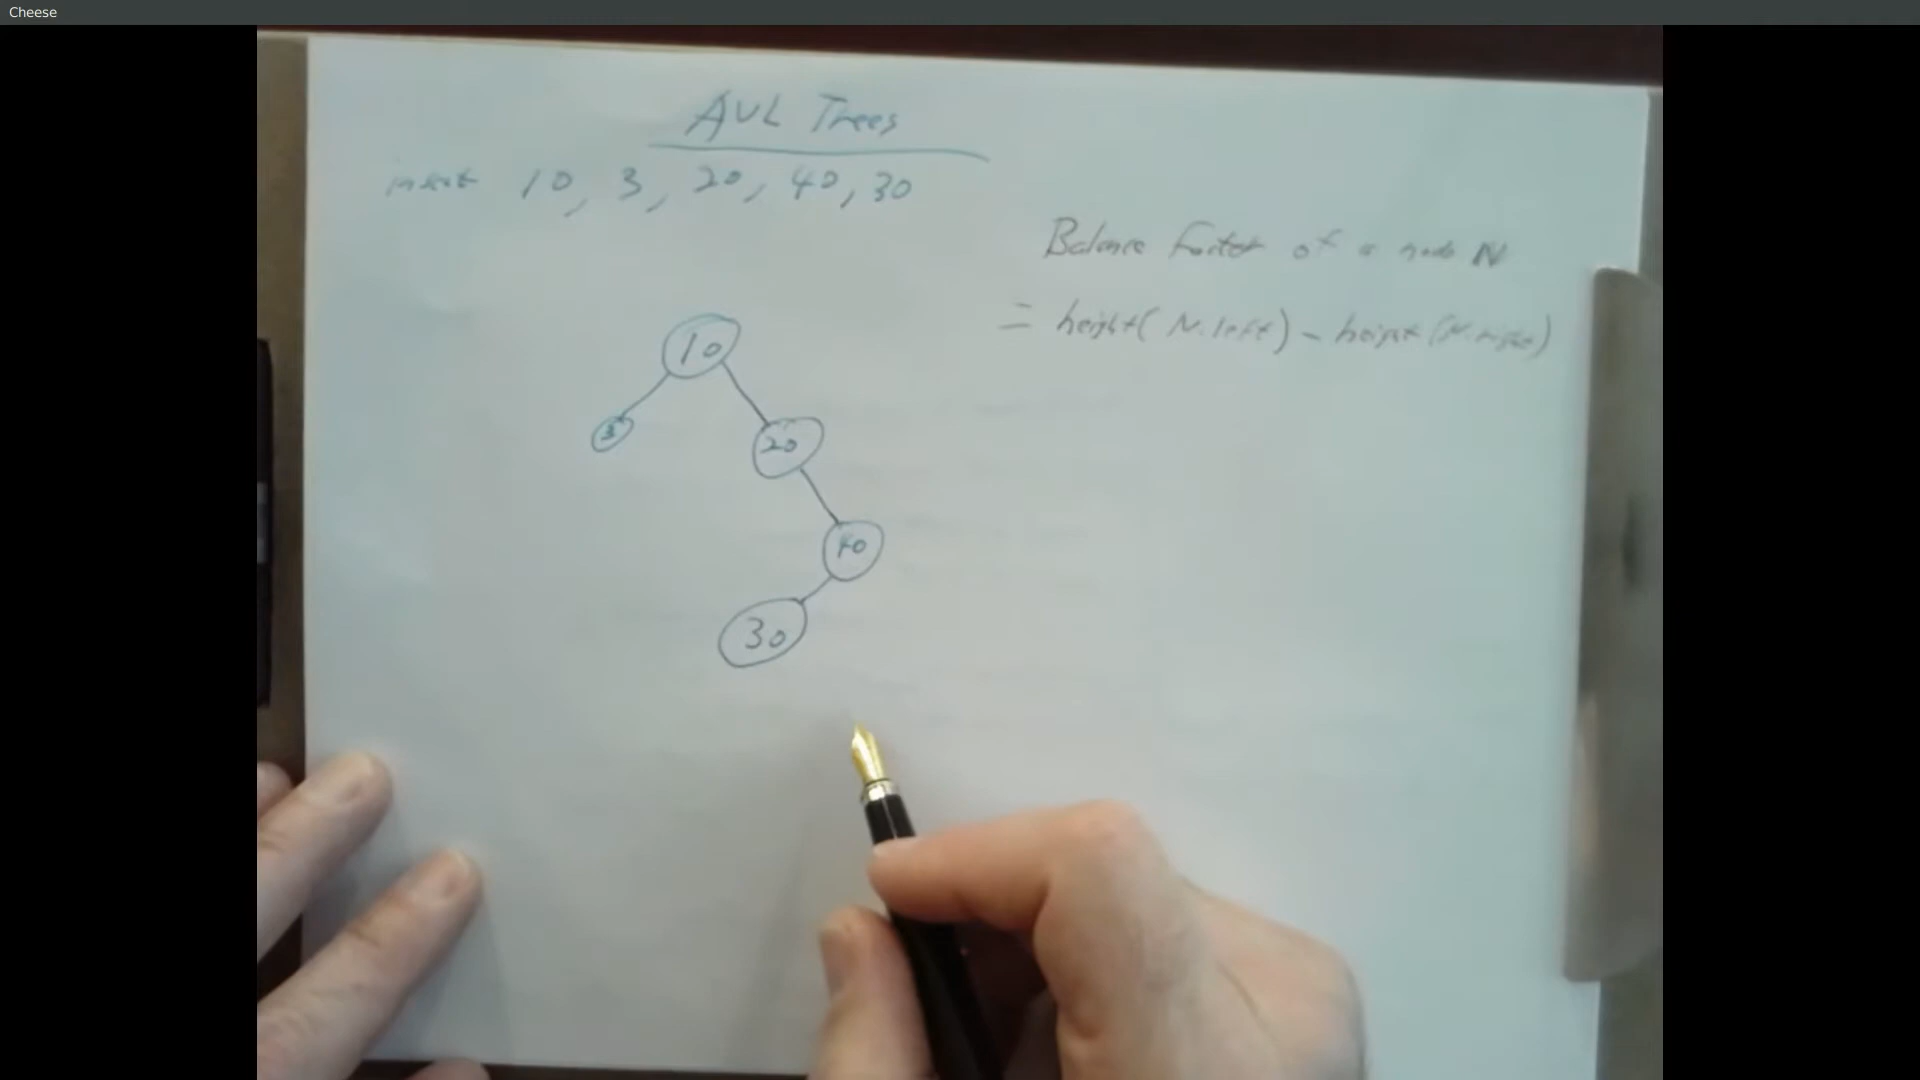 Cheese
AVL Trees
insert 10, 3, 20, 40, 30
Balance Factor of a node N
= height( N.left) - height (N.right)
10
3
20
40
30